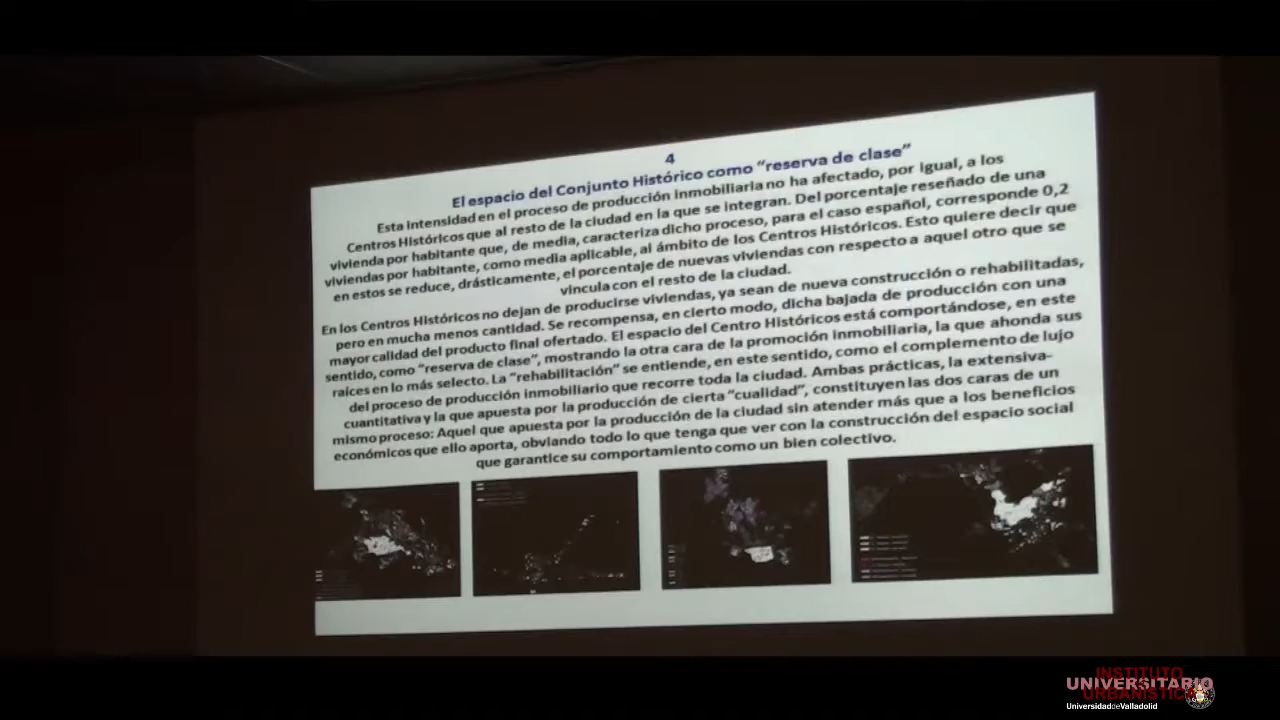 4
El espacio del Conjunto Histórico como “reserva de clase”
Esta intensidad en el proceso de producción inmobiliaria no ha afectado, por igual, a los
Centros Históricos que al resto de la ciudad en la que se integran. Del porcentaje reseñado de una
vivienda por habitante que, de media, caracteriza dicho proceso, para el caso español, corresponde 0,2
viviendas por habitante, como media aplicable, al ámbito de los Centros Históricos. Esto quiere decir que
en estos se reduce, drásticamente, el porcentaje de nuevas viviendas con respecto a aquel otro que se
vincula con el resto de la ciudad.
En los Centros Históricos no dejan de producirse viviendas, ya sean de nueva construcción o rehabilitadas,
pero en mucha menos cantidad. Se recompensa, en cierto modo, dicha bajada de producción con una
mayor calidad del producto final ofertado. El espacio del Centro Históricos está comportándose, en este
sentido, como “reserva de clase”, mostrando la otra cara de la promoción inmobiliaria, la que ahonda sus
raíces en lo más selecto. La “rehabilitación” se entiende, en este sentido, como el complemento de lujo
del proceso de producción inmobiliario que recorre toda la ciudad. Ambas prácticas, la extensiva-
cuantitativa y la que apuesta por la producción de cierta “cualidad”, constituyen las dos caras de un
mismo proceso: Aquel que apuesta por la producción de la ciudad sin atender más que a los beneficios
económicos que ello aporta, obviando todo lo que tenga que ver con la construcción del espacio social
que garantice su comportamiento como un bien colectivo.
INSTITUTO
UNIVERSITARIO
URBANÍSTICA
UniversidaddeValladolid